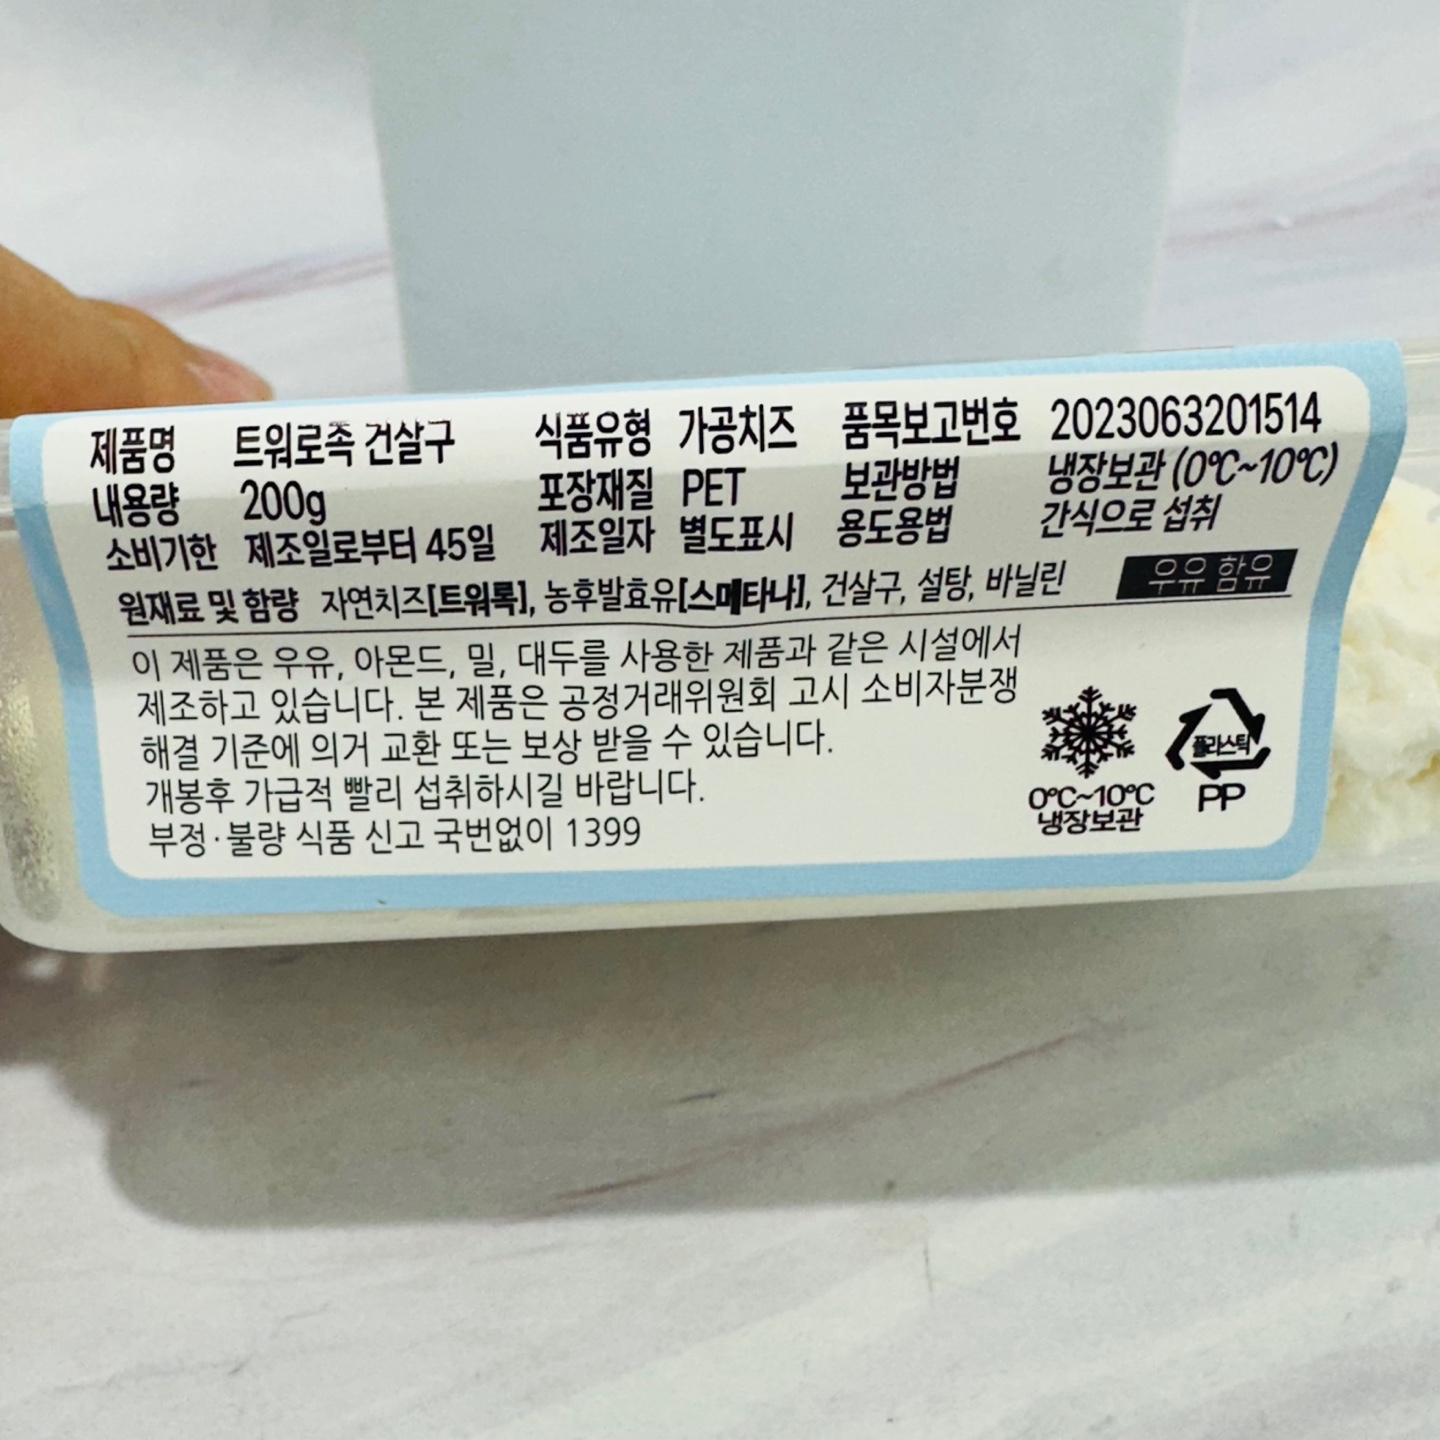 제품명 트워로족 건살구 식품유형 가공치즈 품목보고번호 2023063201514
내용량 200g 포장재질 PET 보관방법 냉장보관 (0℃~10℃)
소비기한 제조일로부터 45일 제조일자 별도표시 용도용법 간식으로 섭취
원재료 및 함량 자연치즈[트워록], 농후발효유[스메타나], 건살구, 설탕, 바닐린 우유 함유
이 제품은 우유, 아몬드, 밀, 대두를 사용한 제품과 같은 시설에서
제조하고 있습니다. 본 제품은 공정거래위원회 고시 소비자분쟁
해결 기준에 의거 교환 또는 보상 받을 수 있습니다.
개봉후 가급적 빨리 섭취하시길 바랍니다.
부정·불량 식품 신고 국번없이 1399
0℃~10℃
냉장보관
플라스틱
PP